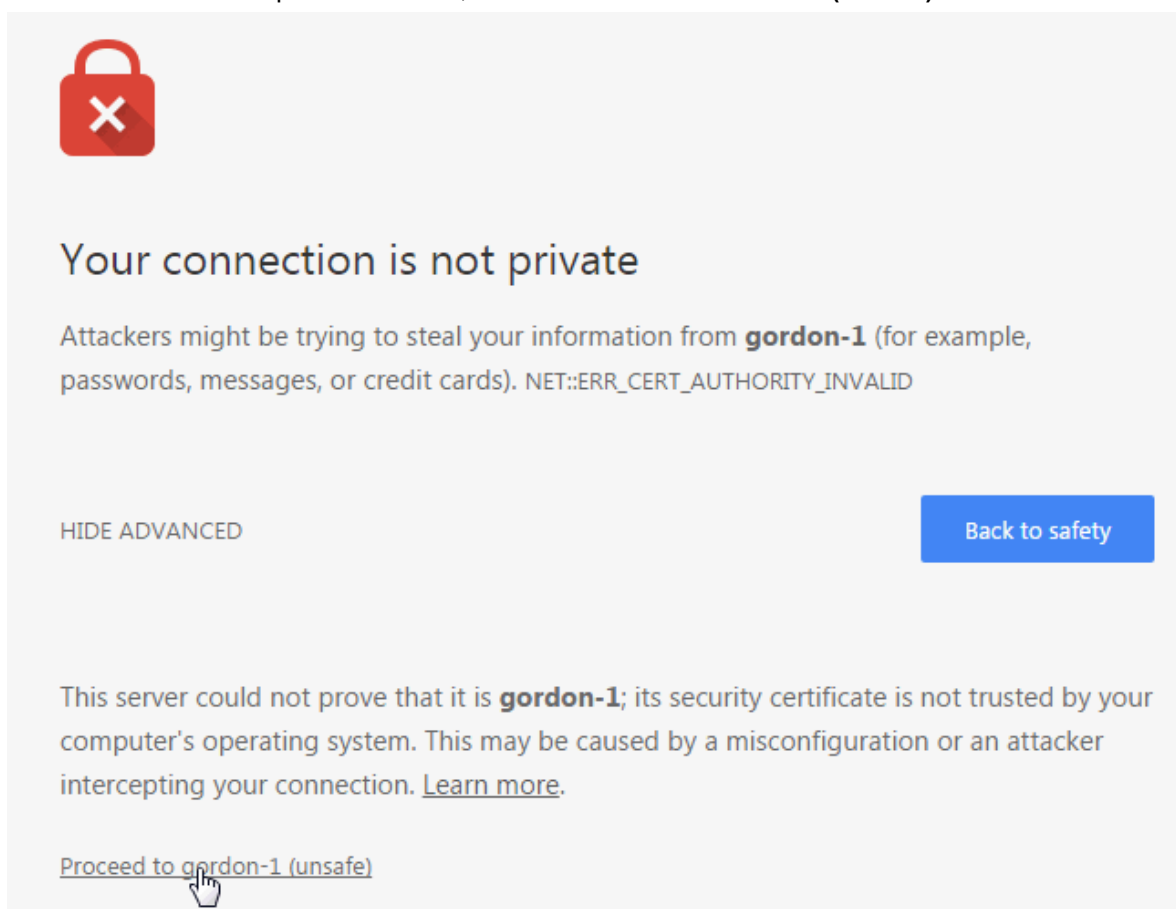 Your connection is not private
Attackers might be trying to steal your information from gordon-1 (for example,
passwords, messages, or credit cards). NET::ERR_CERT_AUTHORITY_INVALID
HIDE ADVANCED
Back to safety
This server could not prove that it is gordon-1; its security certificate is not trusted by your
computer's operating system. This may be caused by a misconfiguration or an attacker
intercepting your connection. Learn more.
Proceed to gordon-1 (unsafe)